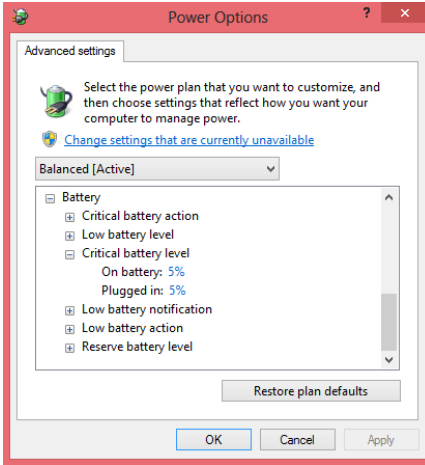 Power Options
?
Advanced settings
Select the power plan that you want to customize, and
then choose settings that reflect how you want your
computer to manage power.
Change settings that are currently unavailable
Balanced [Active]
Battery
Critical battery action
Low battery level
Critical battery level
On battery: 5%
Plugged in: 5%
Low battery notification
Low battery action
Reserve battery level
Restore plan defaults
OK Cancel Apply